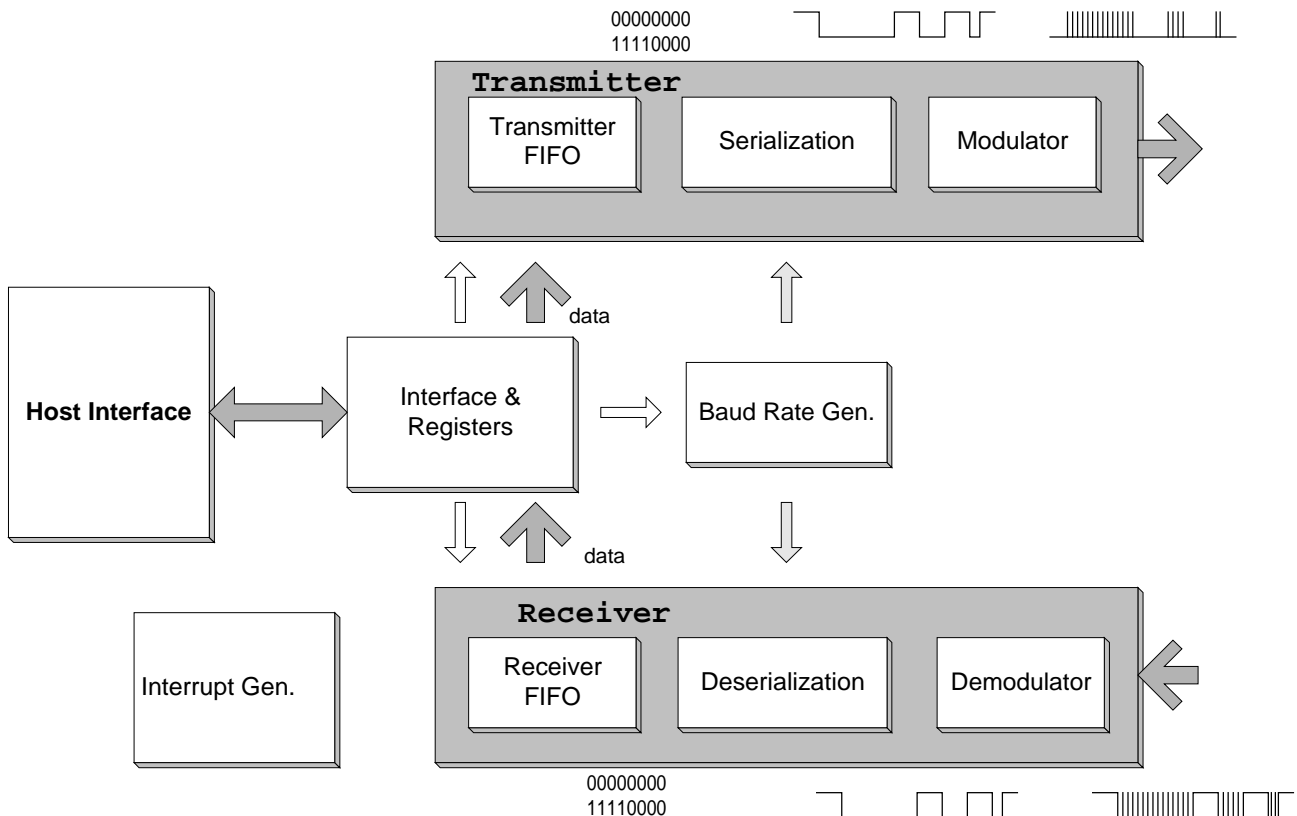 00000000
11110000
Transmitter
Transmitter
FIFO
Serialization
Modulator
data
Host Interface
Interface &
Registers
Baud Rate Gen.
data
Receiver
Interrupt Gen.
Receiver
FIFO
Deserialization
Demodulator
00000000
11110000